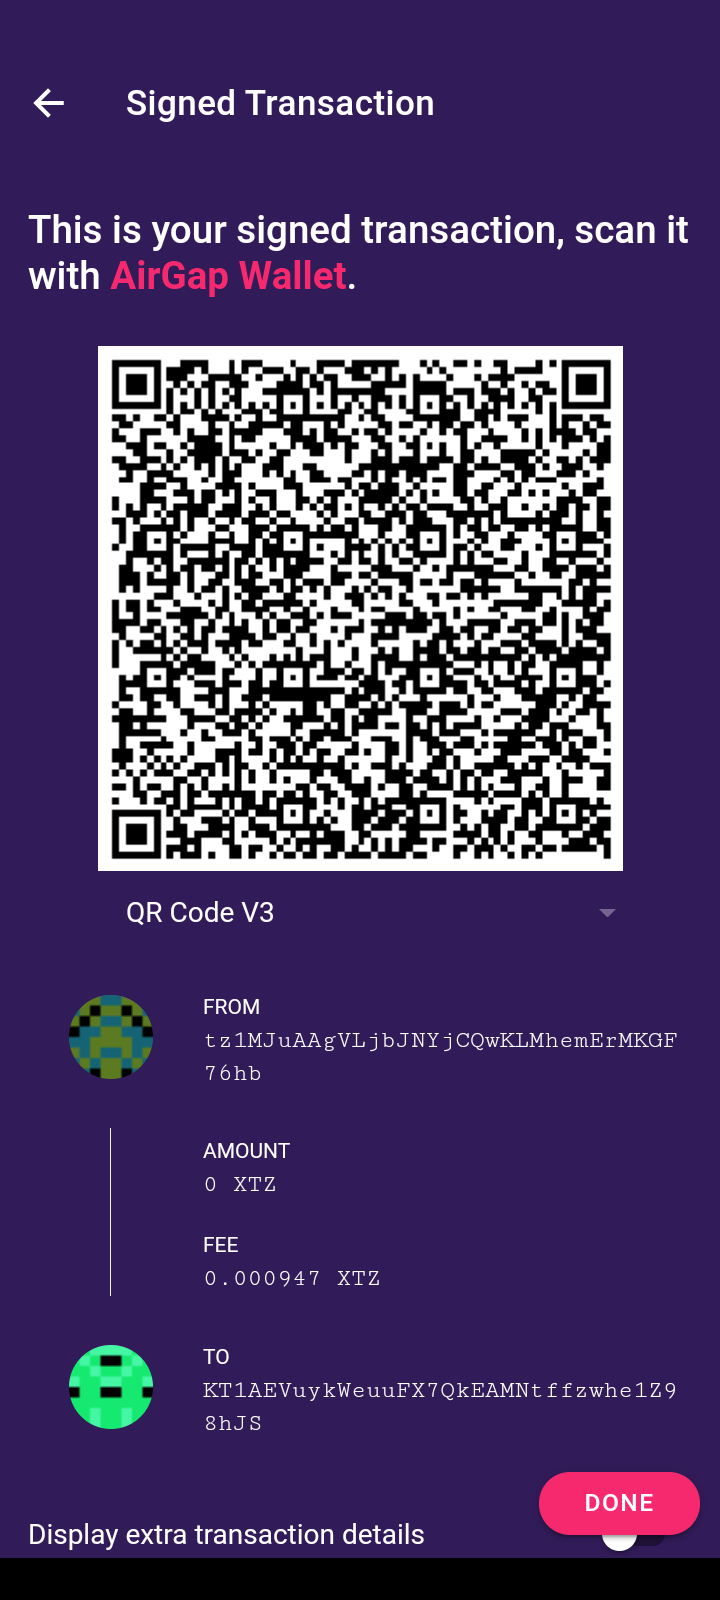 Signed Transaction
This is your signed transaction, scan it
with AirGap Wallet.
QR Code V3
FROM
tz1MJuAAgVLjbJNYjCQwKLMhemErMKGF
76hb
AMOUNT
0 XTZ
FEE
0.000947 XTZ
TO
KT1AEVuykWeuuFX7QkEAMNtffzwhe1Z9
8hJS
DONE
Display extra transaction details